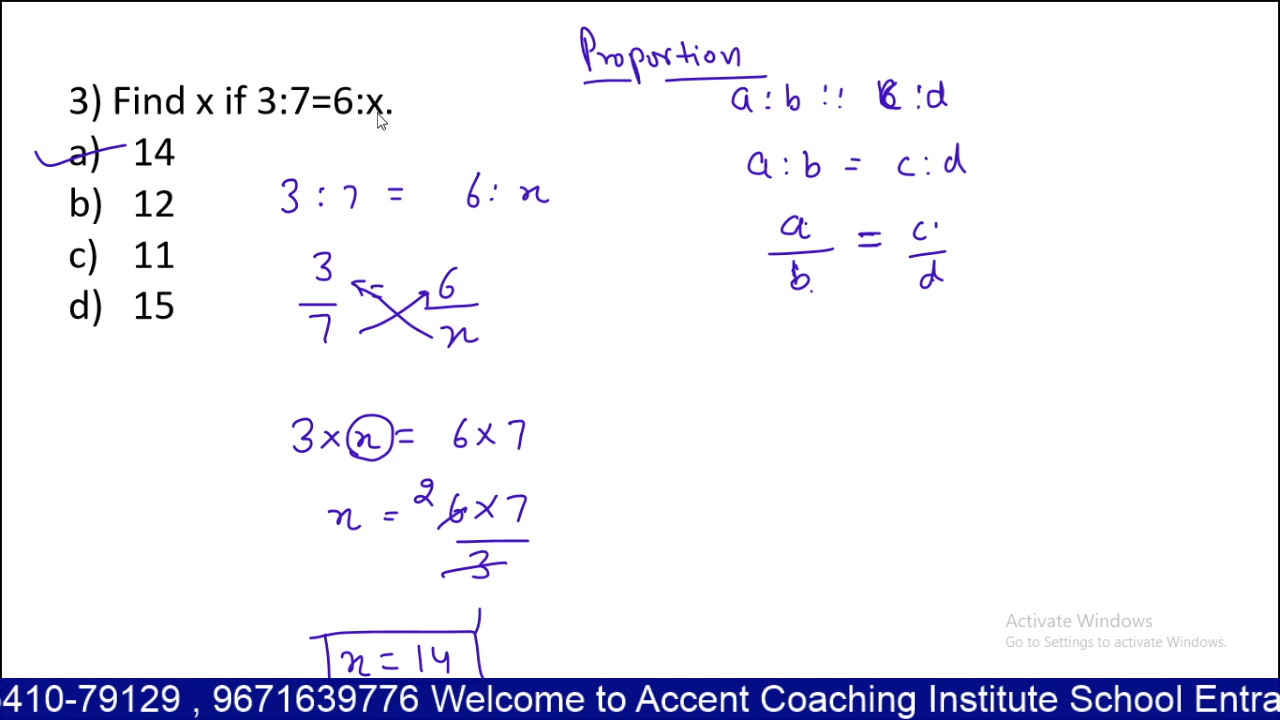 Proportion
3) Find x if 3:7=6:x.
a : b :: c : d
a) 14
a : b = c : d
3 : 7 = 6 : x
b) 12
a/b = c/d
c) 11
3/7 = 6/x
d) 15
3 × x = 6 × 7
x = 2 6 × 7 / 3
x = 14
Activate Windows
Go to Settings to activate Windows.
410-79129 , 9671639776 Welcome to Accent Coaching Institute School Entra